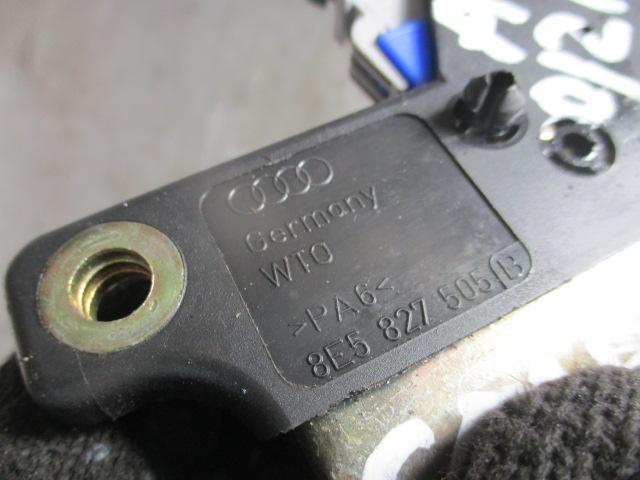 Germany
WTO
>PA6<
8E5 827 505 B